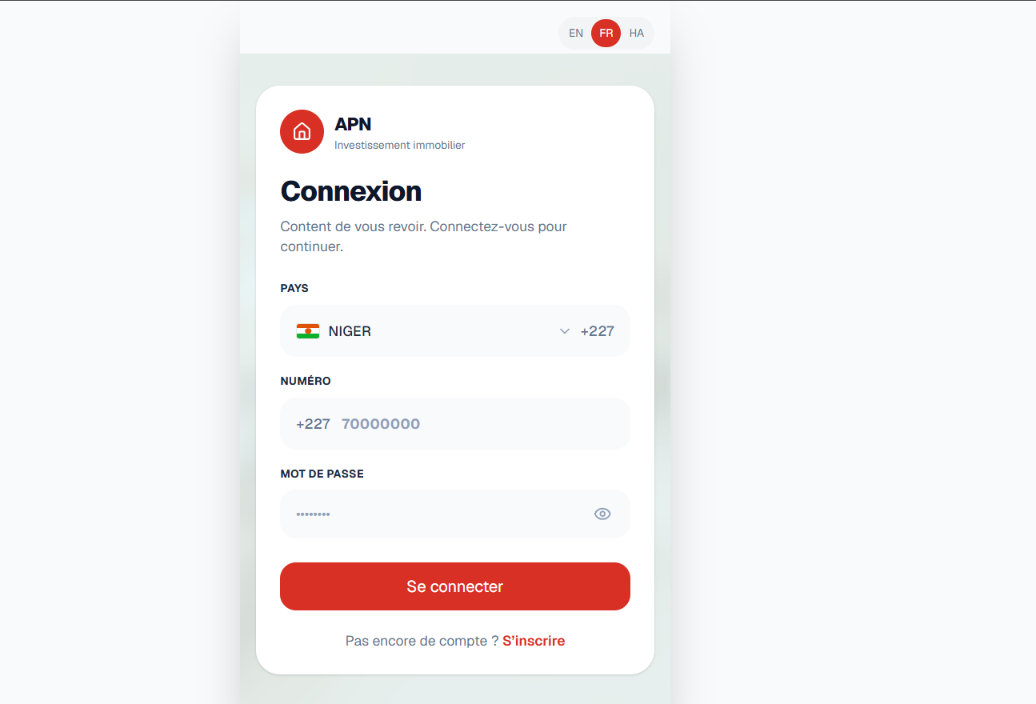 EN FR HA
APN
Investissement immobilier
Connexion
Content de vous revoir. Connectez-vous pour
continuer.
PAYS
NIGER +227
NUMÉRO
+227 70000000
MOT DE PASSE
••••••••
Se connecter
Pas encore de compte ? S'inscrire